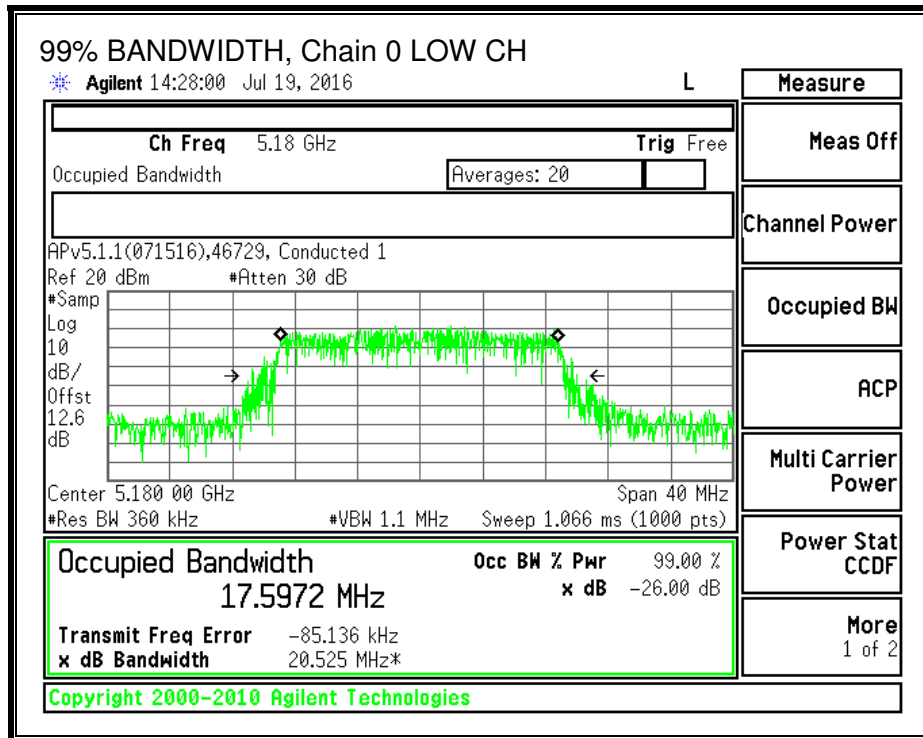 99% BANDWIDTH, Chain 0 LOW CH
Agilent 14:28:00 Jul 19, 2016 L
Measure
Ch Freq 5.18 GHz Trig Free
Occupied Bandwidth Averages: 20
APv5.1.1(071516),46729, Conducted 1
Ref 20 dBm #Atten 30 dB
#Samp
Log
10
dB/
Offst
12.6
dB
Center 5.180 00 GHz Span 40 MHz
#Res BW 360 kHz #VBW 1.1 MHz Sweep 1.066 ms (1000 pts)
Occupied Bandwidth Occ BW % Pwr 99.00 %
17.5972 MHz x dB -26.00 dB
Transmit Freq Error -85.136 kHz
x dB Bandwidth 20.525 MHz*
Copyright 2000-2010 Agilent Technologies
Meas Off
Channel Power
Occupied BW
ACP
Multi Carrier
Power
Power Stat
CCDF
More
1 of 2